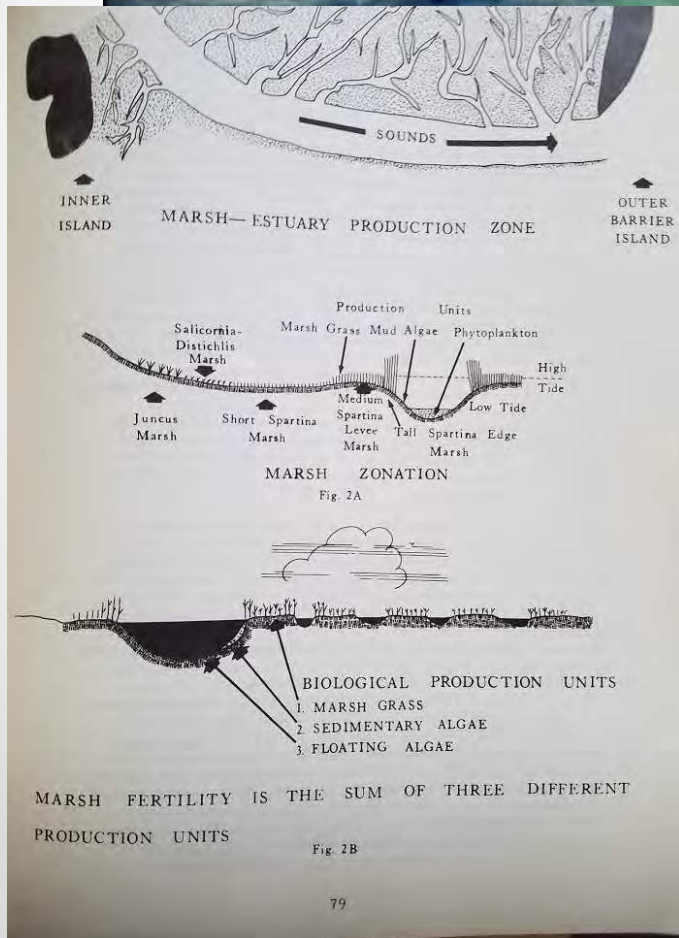 SOUNDS
INNER
ISLAND
OUTER
BARRIER
ISLAND
MARSH—ESTUARY PRODUCTION ZONE
Production Units
Marsh Grass Mud Algae Phytoplankton
Salicornia-
Distichlis
Marsh
High
Tide
Low Tide
Juncus
Marsh
Short Spartina
Marsh
Medium
Spartina
Levee
Marsh
Tall Spartina Edge
Marsh
MARSH ZONATION
Fig. 2A
BIOLOGICAL PRODUCTION UNITS
1. MARSH GRASS
2. SEDIMENTARY ALGAE
3. FLOATING ALGAE
MARSH FERTILITY IS THE SUM OF THREE DIFFERENT
PRODUCTION UNITS
Fig. 2B
79